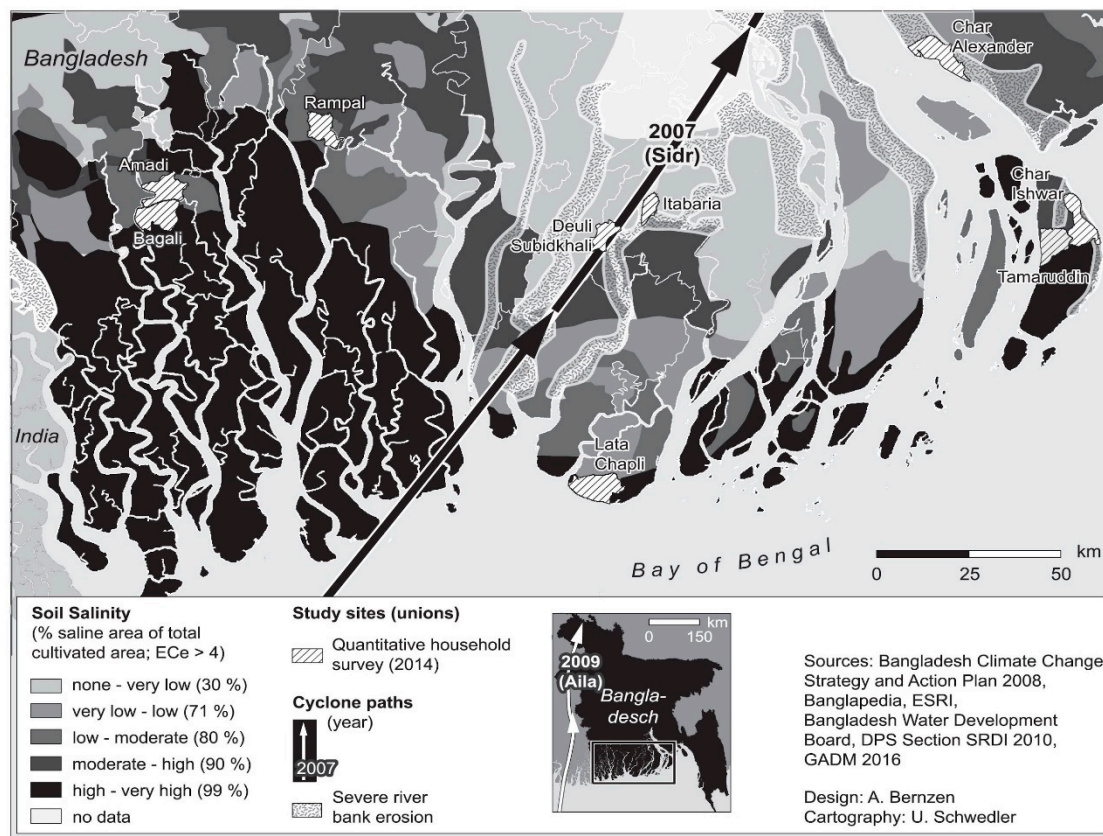 Bangladesh
Char
Alexander
Rampal
2007
(Sidr)
Amadi
Char
Ishwar
Itabaria
Deuli
Subidkhali
Bagali
Tamaruddin
India
Lata
Chapli
Bay of Bengal
km
0 25 50
Soil Salinity
(% saline area of total
cultivated area; ECe > 4)
none - very low (30 %)
very low - low (71 %)
low - moderate (80 %)
moderate - high (90 %)
high - very high (99 %)
no data
Study sites (unions)
Quantitative household
survey (2014)
Cyclone paths
(year)
2007
Severe river
bank erosion
km
0 150
2009
(Aila)
Bangla-
desch
Sources: Bangladesh Climate Change
Strategy and Action Plan 2008,
Banglapedia, ESRI,
Bangladesh Water Development
Board, DPS Section SRDI 2010,
GADM 2016
Design: A. Bernzen
Cartography: U. Schwedler